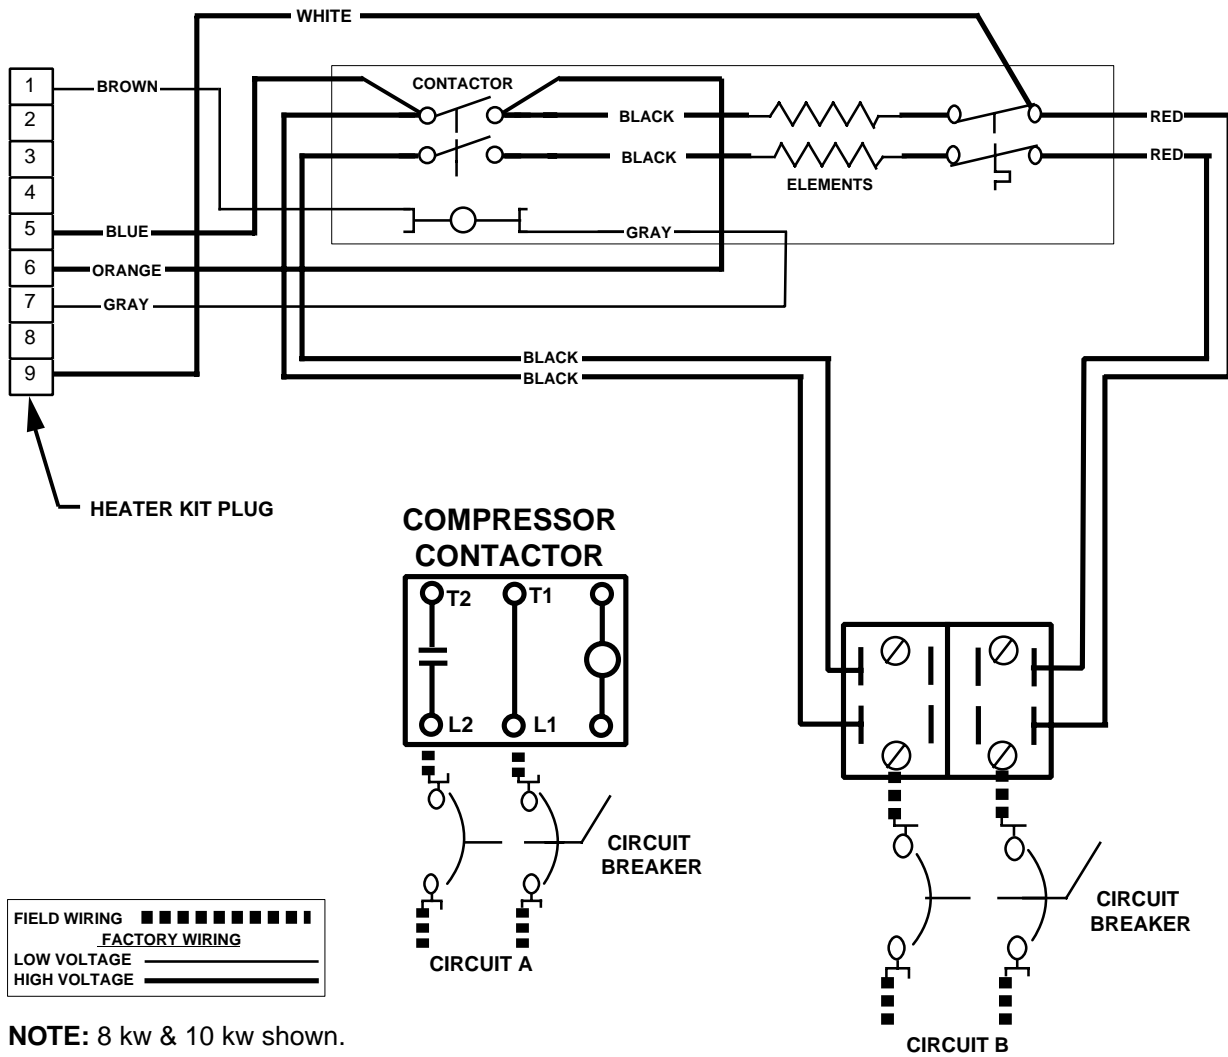 WHITE
1
BROWN
CONTACTOR
2
BLACK
RED
3
BLACK
RED
4
ELEMENTS
5
BLUE
GRAY
6
ORANGE
7
GRAY
8
9
BLACK
BLACK
HEATER KIT PLUG
COMPRESSOR
CONTACTOR
T2
T1
L2
L1
CIRCUIT
BREAKER
CIRCUIT A
CIRCUIT
BREAKER
CIRCUIT B
FIELD WIRING
FACTORY WIRING
LOW VOLTAGE
HIGH VOLTAGE
NOTE: 8 kw & 10 kw shown.